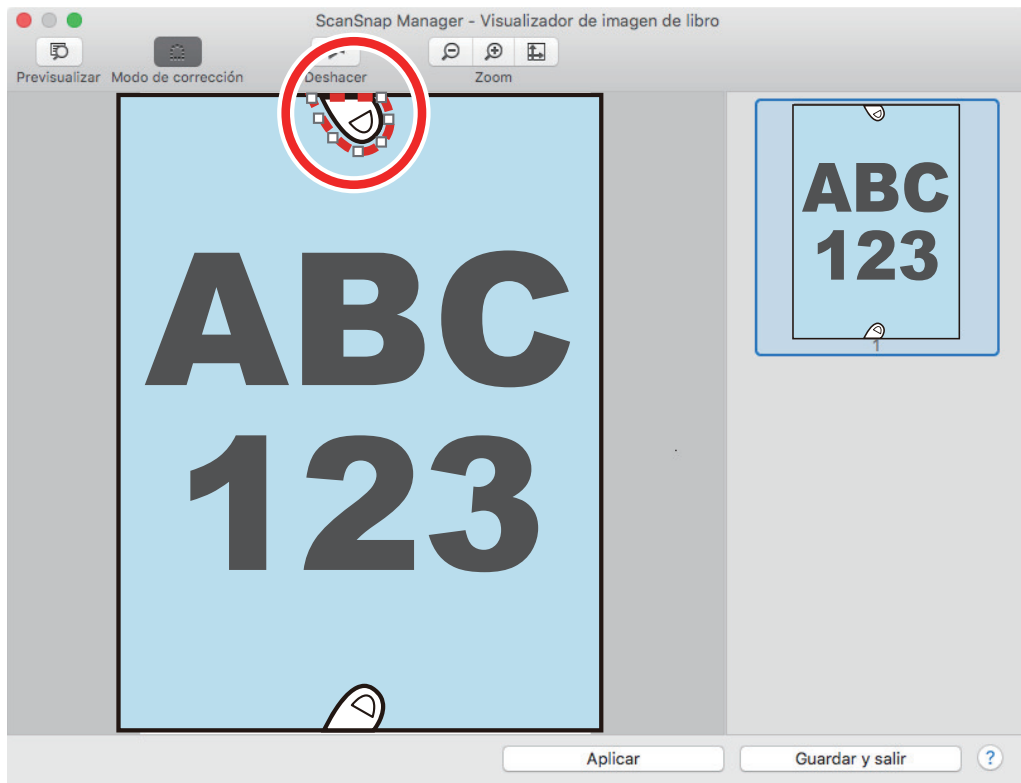 ScanSnap Manager - Visualizador de imagen de libro
Previsualizar Modo de corrección Deshacer Zoom
ABC
123
ABC
123
1
Aplicar Guardar y salir ?